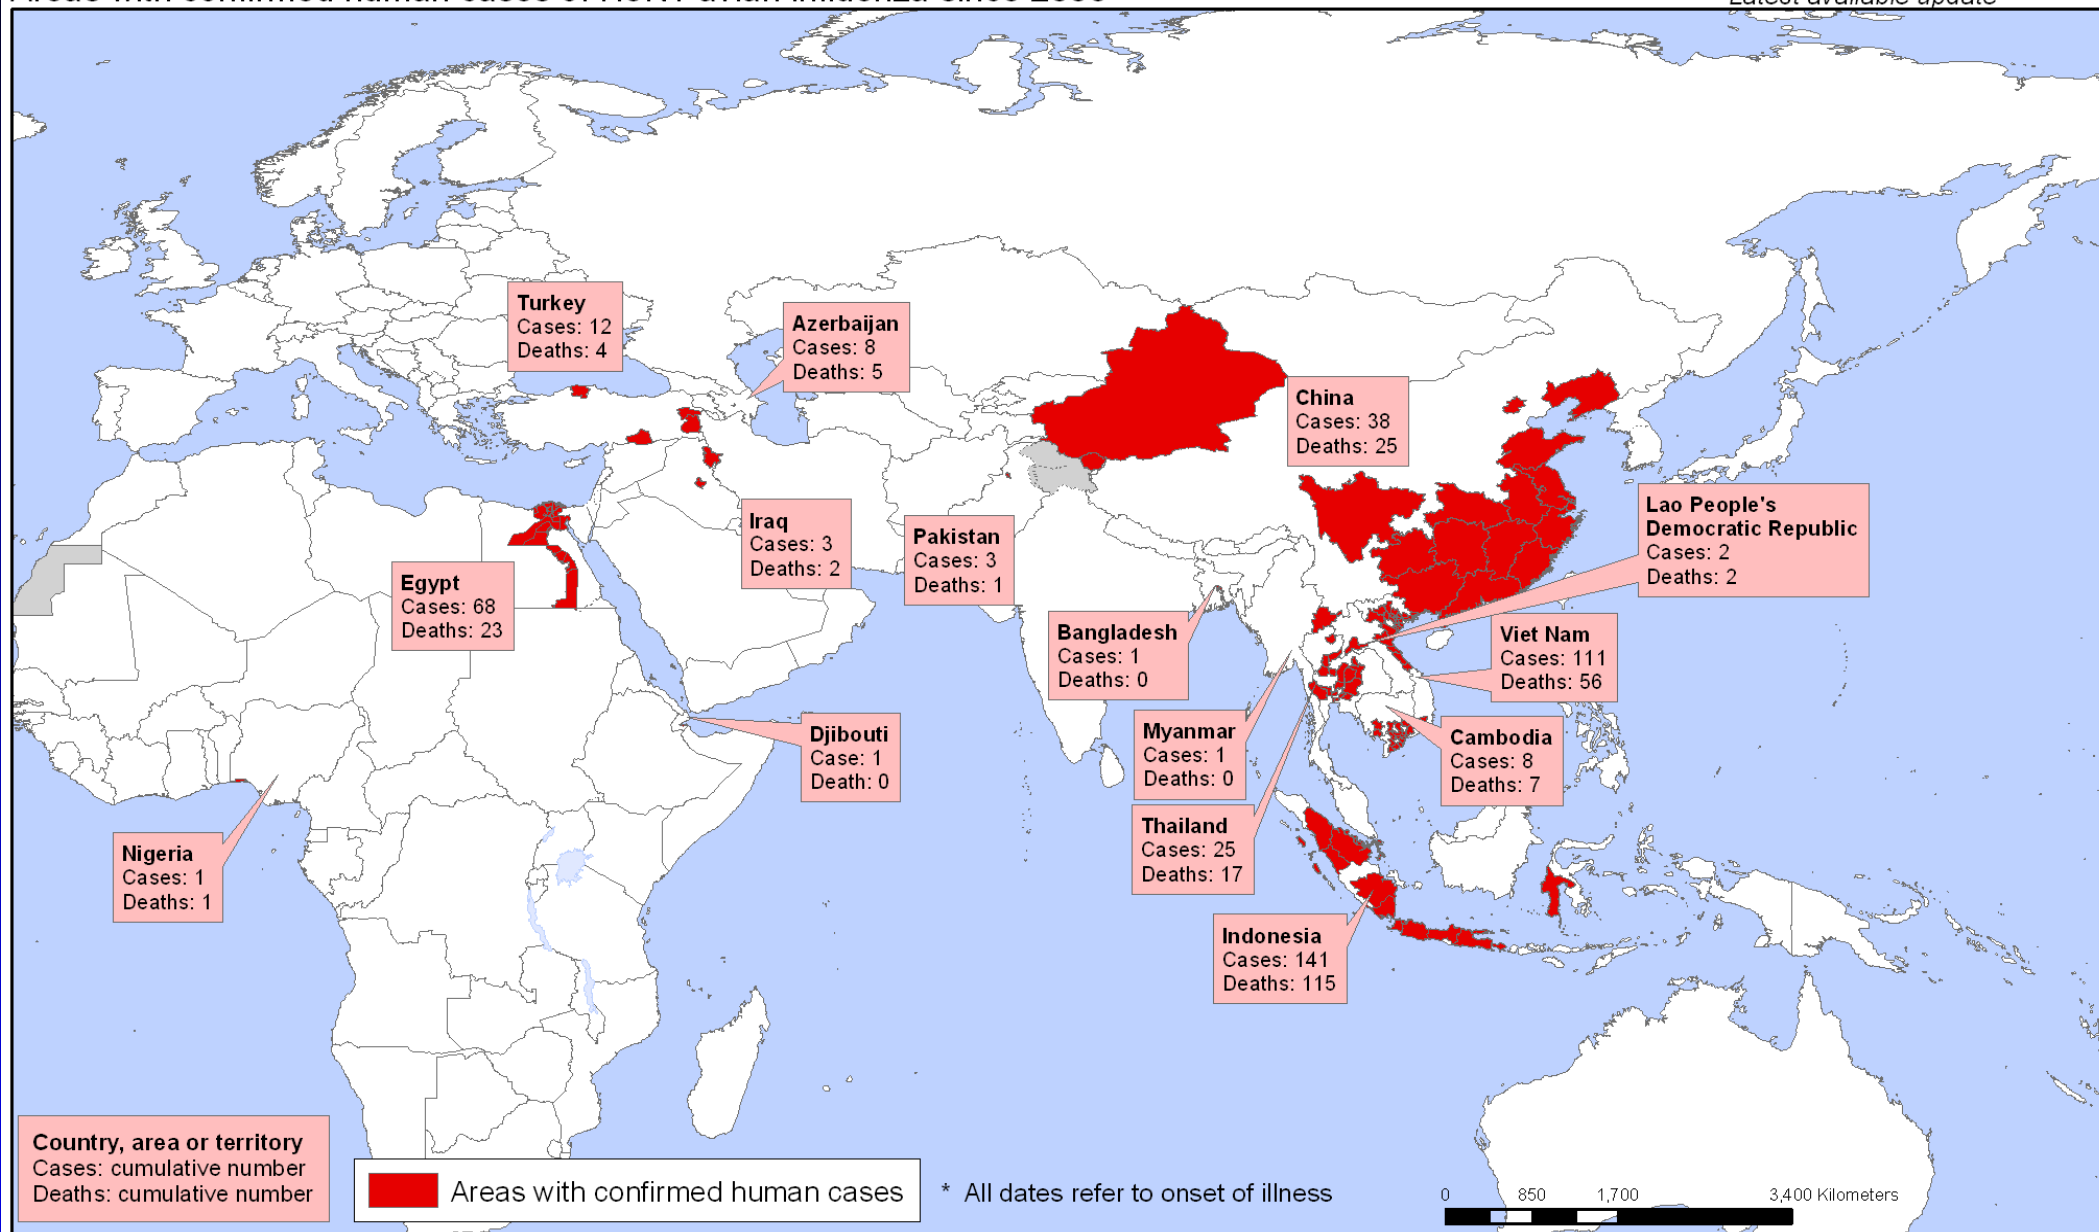 Turkey
Cases: 12
Deaths: 4
Azerbaijan
Cases: 8
Deaths: 5
China
Cases: 38
Deaths: 25
Iraq
Cases: 3
Deaths: 2
Pakistan
Cases: 3
Deaths: 1
Lao People's
Democratic Republic
Cases: 2
Deaths: 2
Egypt
Cases: 68
Deaths: 23
Bangladesh
Cases: 1
Deaths: 0
Viet Nam
Cases: 111
Deaths: 56
Djibouti
Case: 1
Death: 0
Myanmar
Cases: 1
Deaths: 0
Cambodia
Cases: 8
Deaths: 7
Nigeria
Cases: 1
Deaths: 1
Thailand
Cases: 25
Deaths: 17
Indonesia
Cases: 141
Deaths: 115
Country, area or territory
Cases: cumulative number
Deaths: cumulative number
Areas with confirmed human cases
* All dates refer to onset of illness
0 850 1,700 3,400 Kilometers